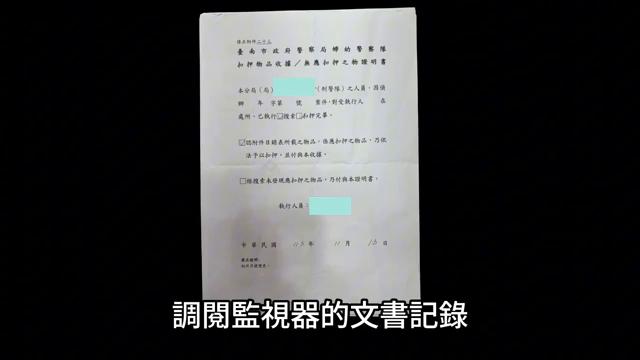 臺南市政府警察局婦幼警察隊
扣押物品收據／無應扣押之物證明書
本分局（局） （刑警隊）之人員，因偵
辦 年 字第 號 案件，對受執行人 在
處所，已執行☑搜索☐扣押完畢。
☑認附件目錄表所載之物品，係應扣押之物品，乃依
法予以扣押，並付與本收據。
☐經搜索未發現應扣押之物品，乃付與本證明書。
執行人員：
中華民國 年 11 月 日
調閱監視器的文書記錄